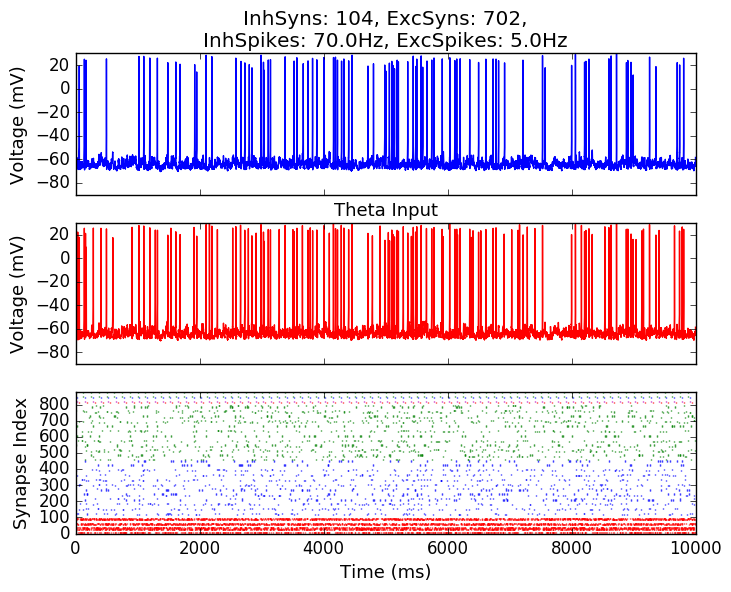 InhSyns: 104, ExcSyns: 702,
InhSpikes: 70.0Hz, ExcSpikes: 5.0Hz
20
0
−20
−40
−60
−80
Voltage (mV)
Theta Input
20
0
−20
−40
−60
−80
Voltage (mV)
800
700
600
500
400
300
200
100
0
Synapse Index
0 2000 4000 6000 8000 10000
Time (ms)